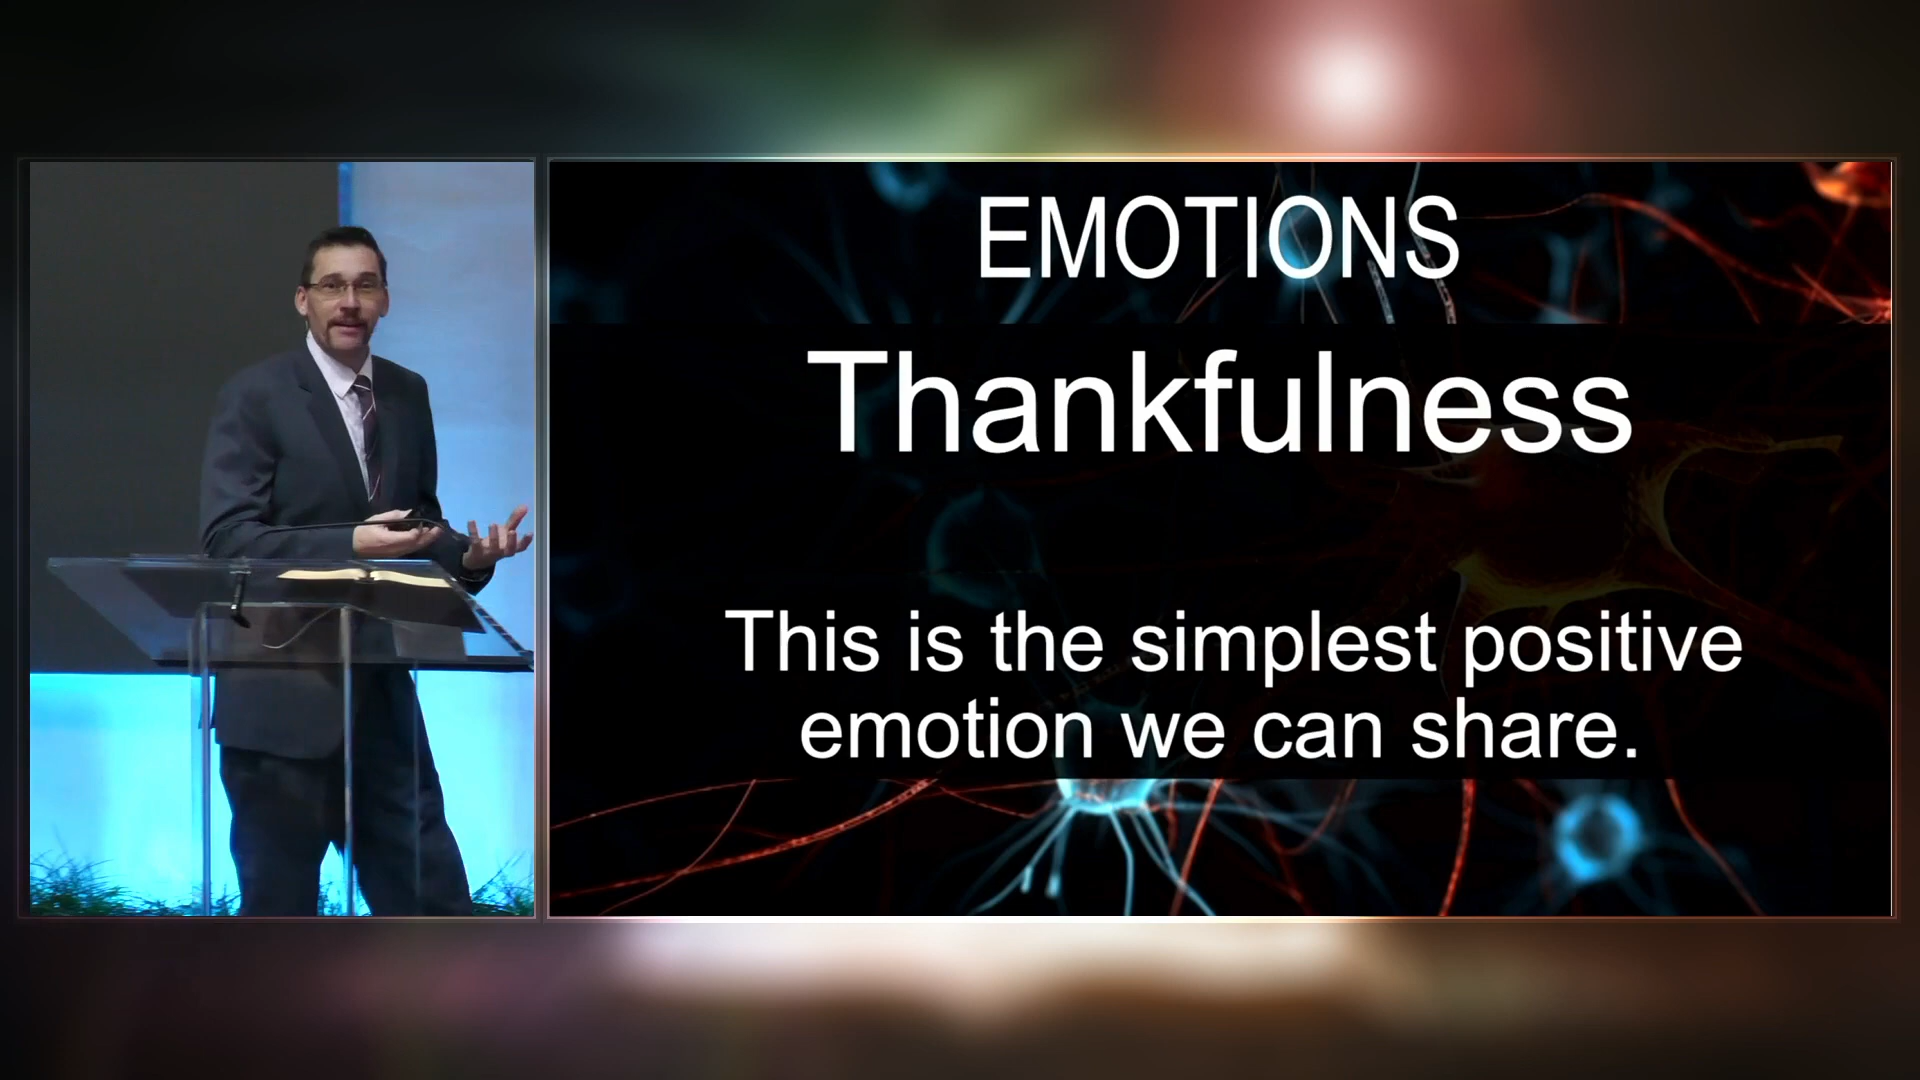 EMOTIONS
Thankfulness
This is the simplest positive
emotion we can share.